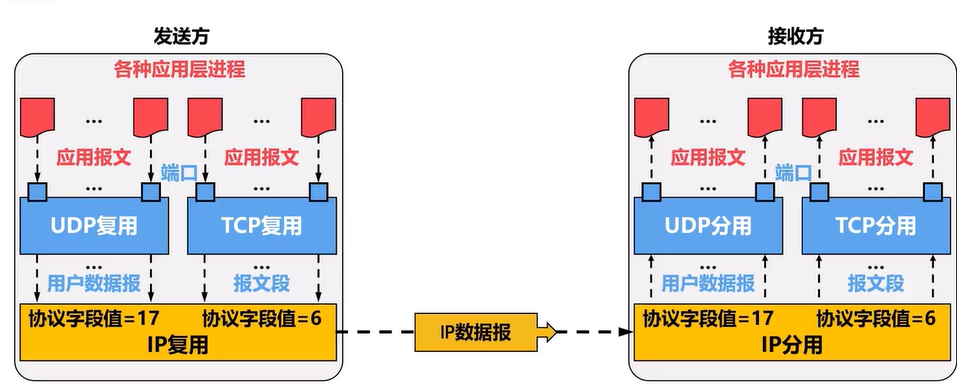 发送方
接收方
各种应用层进程
各种应用层进程
... ...
... ...
应用报文 应用报文
应用报文 应用报文
端口
端口
... ...
... ...
UDP复用 TCP复用
UDP分用 TCP分用
... ...
... ...
用户数据报 报文段
用户数据报 报文段
协议字段值=17 协议字段值=6
IP复用
IP数据报
协议字段值=17 协议字段值=6
IP分用